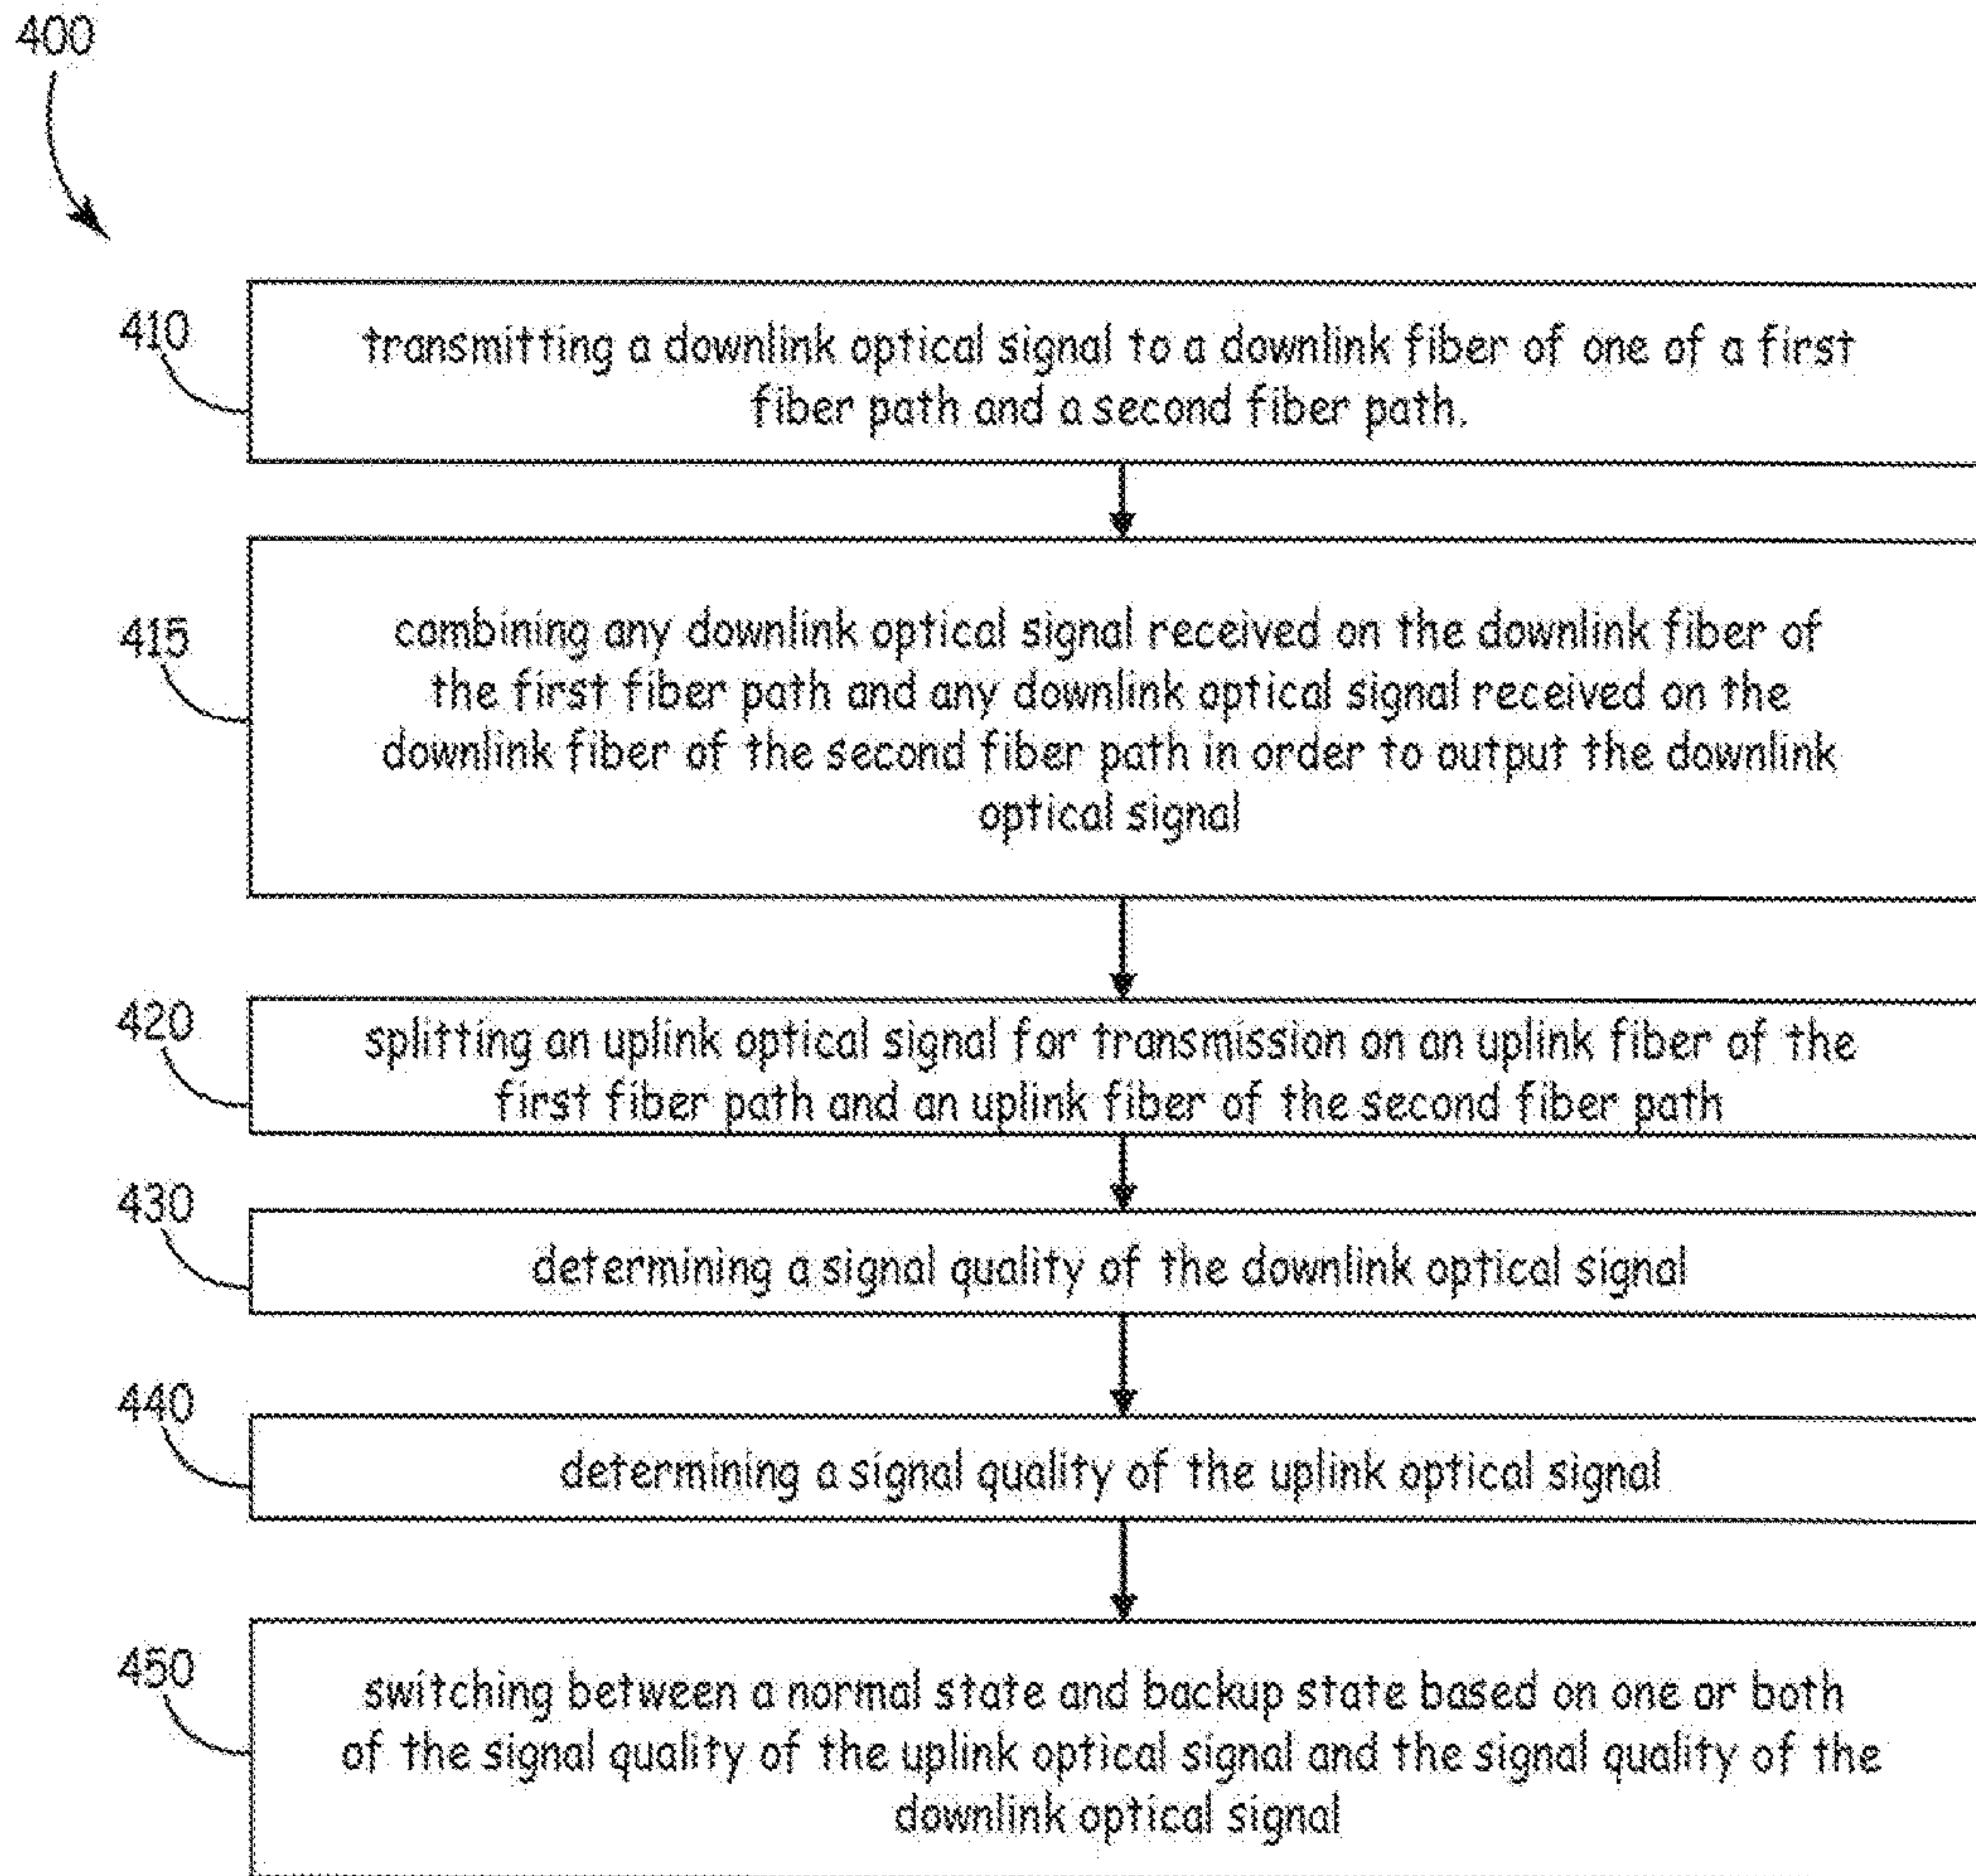 400
410
transmitting a downlink optical signal to a downlink fiber of one of a first
fiber path and a second fiber path.
415
combining any downlink optical signal received on the downlink fiber of
the first fiber path and any downlink optical signal received on the
downlink fiber of the second fiber path in order to output the downlink
optical signal
420
splitting an uplink optical signal for transmission on an uplink fiber of the
first fiber path and an uplink fiber of the second fiber path
430
determining a signal quality of the downlink optical signal
440
determining a signal quality of the uplink optical signal
450
switching between a normal state and backup state based on one or both
of the signal quality of the uplink optical signal and the signal quality of the
downlink optical signal